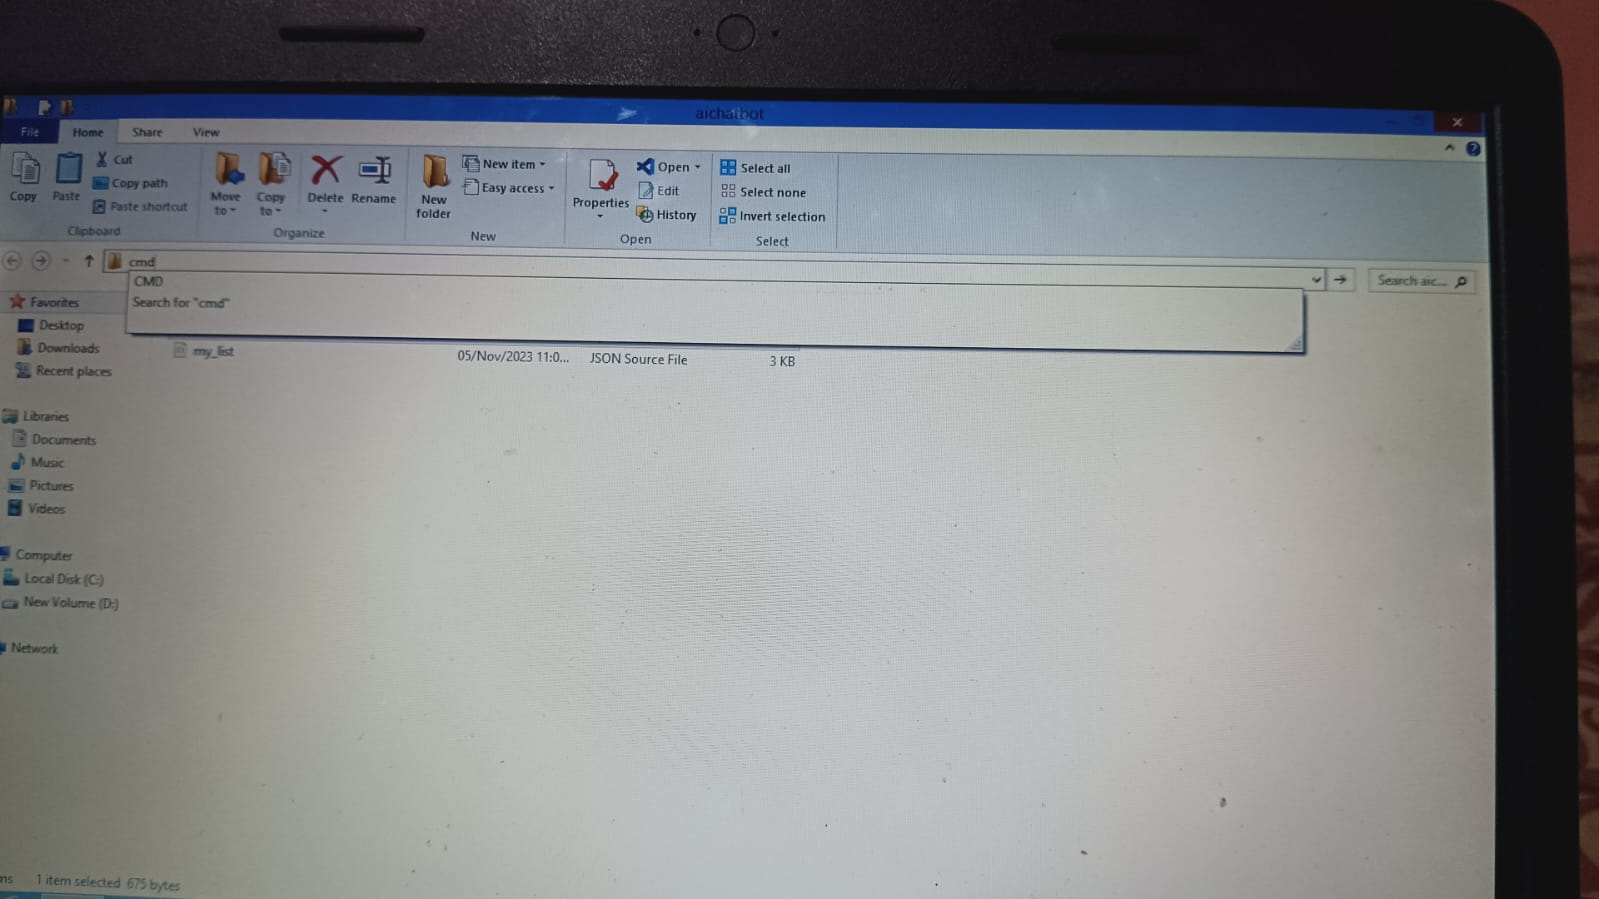 aichatbot
File Home Share View
Copy Paste Cut Copy path Paste shortcut
Clipboard
Move to Copy to Delete Rename
Organize
New folder New item Easy access
New
Properties Open Edit History
Open
Select all Select none Invert selection
Select
cmd
Search aic...
CMD
Search for "cmd"
Favorites
Desktop
Downloads
Recent places
my_list 05/Nov/2023 11:0... JSON Source File 3 KB
Libraries
Documents
Music
Pictures
Videos
Computer
Local Disk (C:)
New Volume (D:)
Network
1 item selected 675 bytes